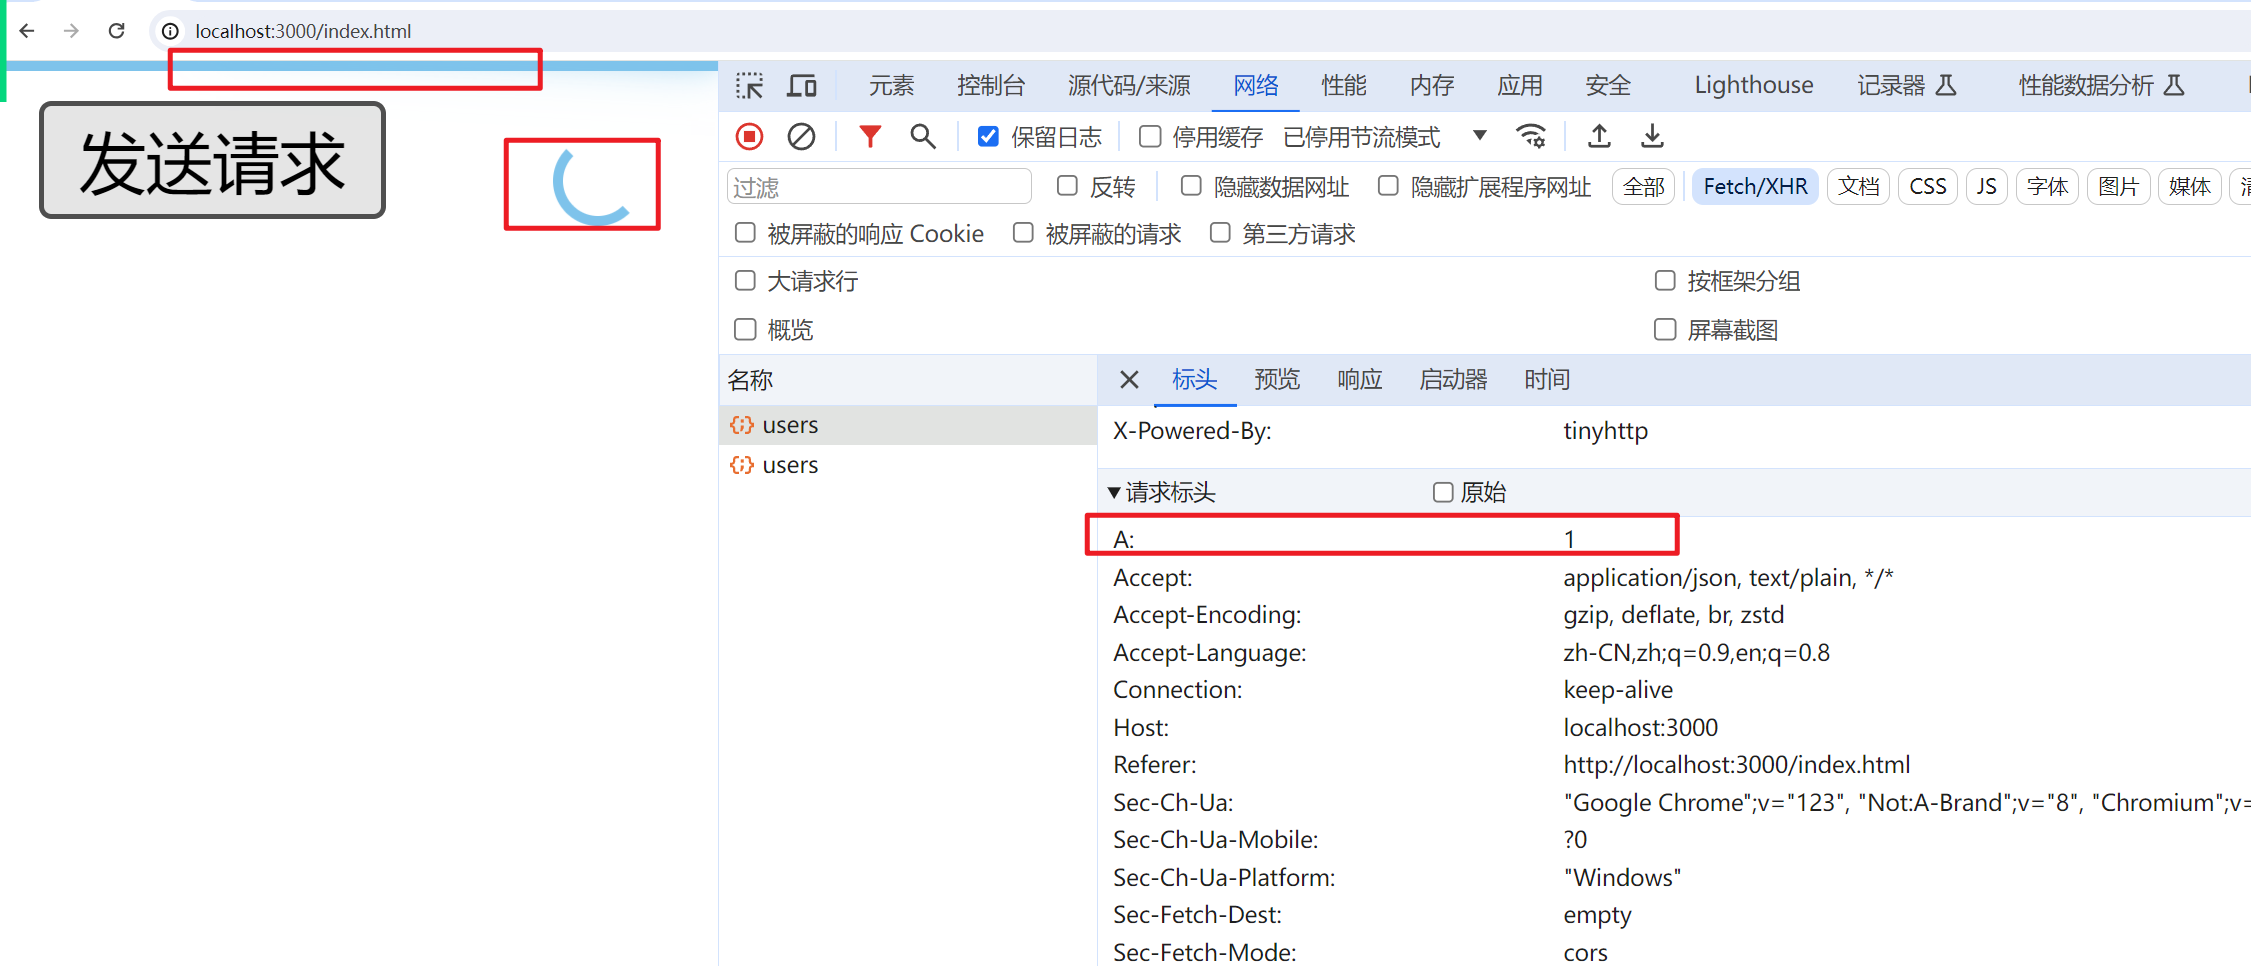 localhost:3000/index.html
发送请求
元素 控制台 源代码/来源 网络 性能 内存 应用 安全 Lighthouse 记录器 性能数据分析
保留日志 停用缓存 已停用节流模式
过滤 反转 隐藏数据网址 隐藏扩展程序网址 全部 Fetch/XHR 文档 CSS JS 字体 图片 媒体
被屏蔽的响应 Cookie 被屏蔽的请求 第三方请求
大请求行 按框架分组
概览 屏幕截图
名称 标头 预览 响应 启动器 时间
users
users
X-Powered-By: tinyhttp
请求标头 原始
A: 1
Accept: application/json, text/plain, */*
Accept-Encoding: gzip, deflate, br, zstd
Accept-Language: zh-CN,zh;q=0.9,en;q=0.8
Connection: keep-alive
Host: localhost:3000
Referer: http://localhost:3000/index.html
Sec-Ch-Ua: "Google Chrome";v="123", "Not:A-Brand";v="8", "Chromium";v=
Sec-Ch-Ua-Mobile: ?0
Sec-Ch-Ua-Platform: "Windows"
Sec-Fetch-Dest: empty
Sec-Fetch-Mode: cors